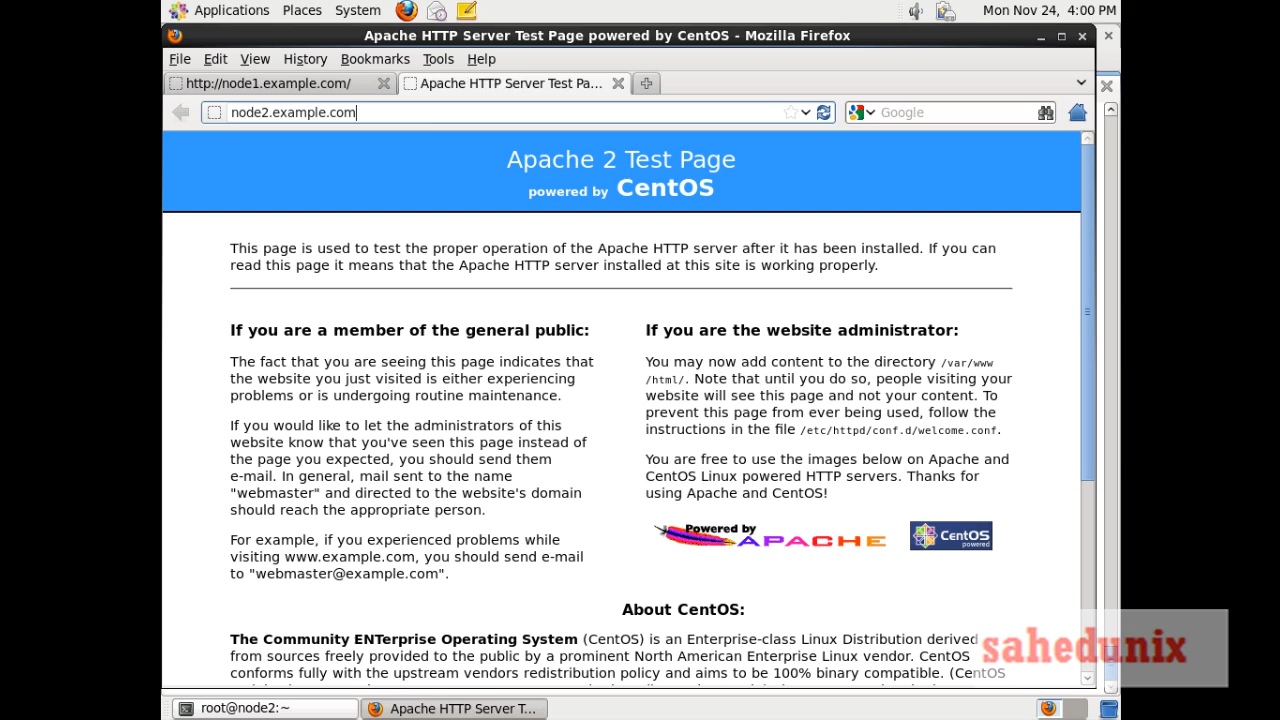 Applications Places System Mon Nov 24, 4:00 PM
Apache HTTP Server Test Page powered by CentOS - Mozilla Firefox
File Edit View History Bookmarks Tools Help
http://node1.example.com/ Apache HTTP Server Test Pa...
node2.example.com Google
Apache 2 Test Page
powered by CentOS
This page is used to test the proper operation of the Apache HTTP server after it has been installed. If you can
read this page it means that the Apache HTTP server installed at this site is working properly.
If you are a member of the general public:
The fact that you are seeing this page indicates that
the website you just visited is either experiencing
problems or is undergoing routine maintenance.
If you would like to let the administrators of this
website know that you've seen this page instead of
the page you expected, you should send them
e-mail. In general, mail sent to the name
"webmaster" and directed to the website's domain
should reach the appropriate person.
For example, if you experienced problems while
visiting www.example.com, you should send e-mail
to "webmaster@example.com".
If you are the website administrator:
You may now add content to the directory /var/www
/html/. Note that until you do so, people visiting your
website will see this page and not your content. To
prevent this page from ever being used, follow the
instructions in the file /etc/httpd/conf.d/welcome.conf.
You are free to use the images below on Apache and
CentOS Linux powered HTTP servers. Thanks for
using Apache and CentOS!
Powered by
APACHE
CentOS
powered
About CentOS:
The Community ENTerprise Operating System (CentOS) is an Enterprise-class Linux Distribution derived
from sources freely provided to the public by a prominent North American Enterprise Linux vendor. CentOS
conforms fully with the upstream vendors redistribution policy and aims to be 100% binary compatible. (CentOS
sahedunix
root@node2:~ Apache HTTP Server T...